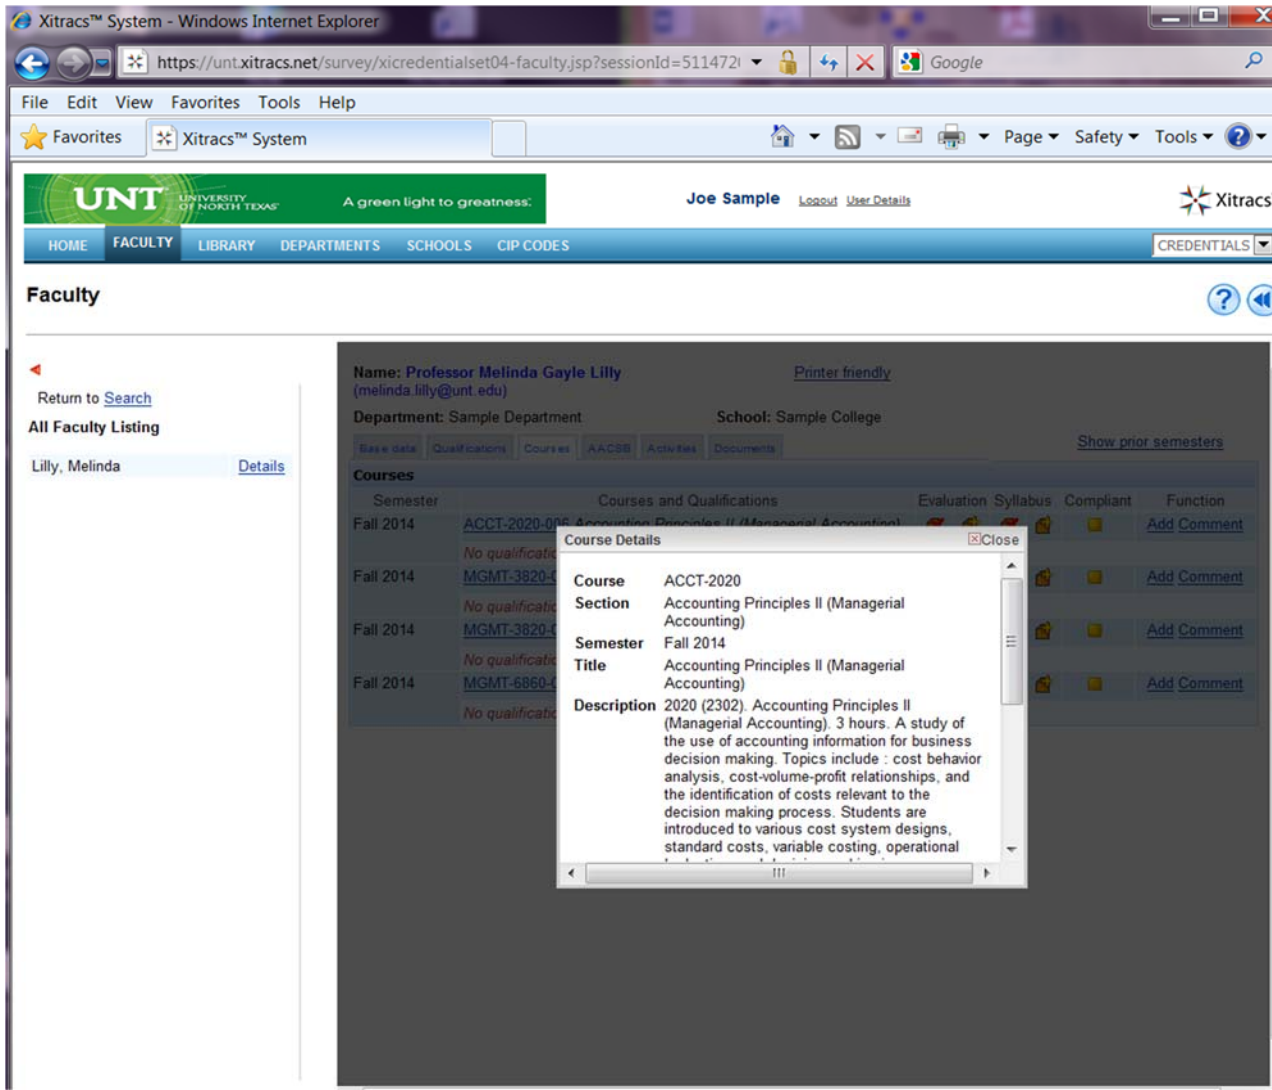 Xitracs™ System - Windows Internet Explorer
https://unt.xitracs.net/survey/xicredentialset04-faculty.jsp?sessionId=511472
Google
File Edit View Favorites Tools Help
Favorites Xitracs™ System
Page Safety Tools
UNT UNIVERSITY OF NORTH TEXAS A green light to greatness.
Joe Sample Logout User Details
Xitracs
HOME FACULTY LIBRARY DEPARTMENTS SCHOOLS CIP CODES CREDENTIALS
Faculty
Return to Search
All Faculty Listing
Lilly, Melinda Details
Name: Professor Melinda Gayle Lilly Printer friendly
(melinda.lilly@unt.edu)
Department: Sample Department School: Sample College
Base data Qualifications Courses AACSB Activities Documents Show prior semesters
Courses
Semester Courses and Qualifications Evaluation Syllabus Compliant Function
Fall 2014 ACCT-2020-006 Accounting Principles II (Managerial Accounting) Add Comment
No
Fall 2014 MGMT-3820- Add Comment
No
Fall 2014 MGMT-3820- Add Comment
No
Fall 2014 MGMT-6860- Add Comment
No
Course Details Close
Course ACCT-2020
Section Accounting Principles II (Managerial
Accounting)
Semester Fall 2014
Title Accounting Principles II (Managerial
Accounting)
Description 2020 (2302). Accounting Principles II
(Managerial Accounting). 3 hours. A study of
the use of accounting information for business
decision making. Topics include : cost behavior
analysis, cost-volume-profit relationships, and
the identification of costs relevant to the
decision making process. Students are
introduced to various cost system designs,
standard costs, variable costing, operational